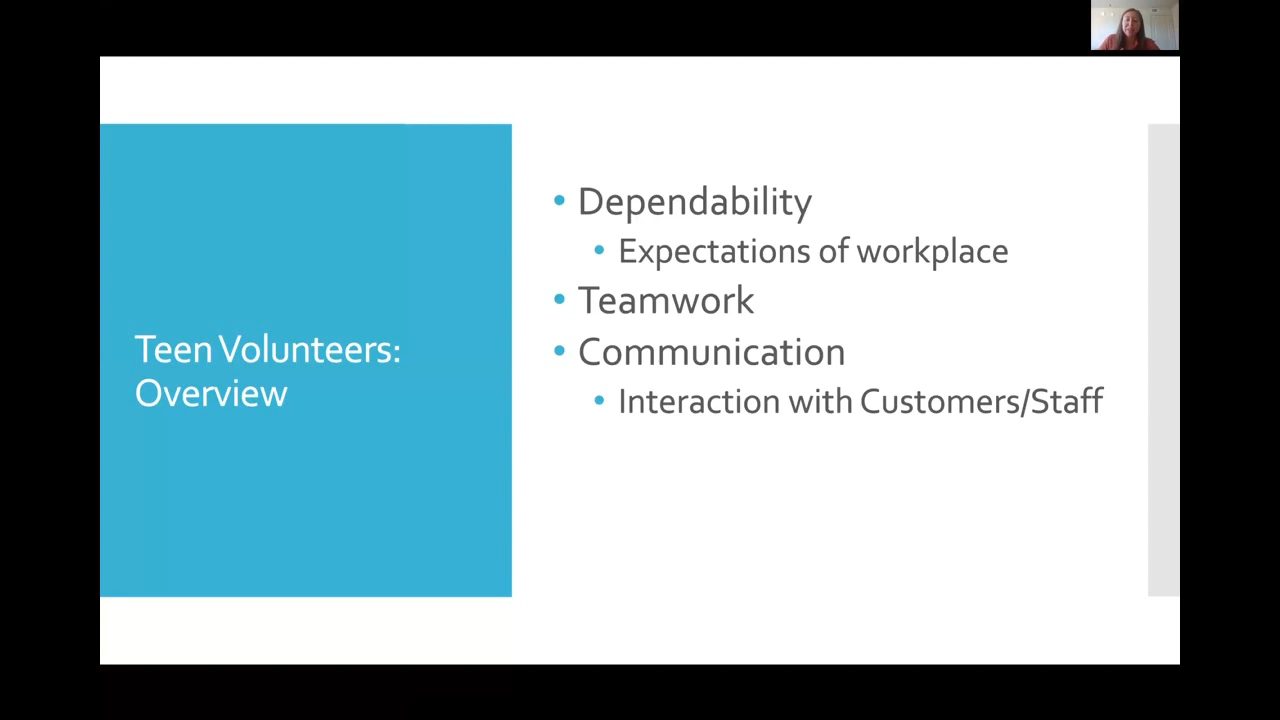 Teen Volunteers:
Overview
Dependability
Expectations of workplace
Teamwork
Communication
Interaction with Customers/Staff